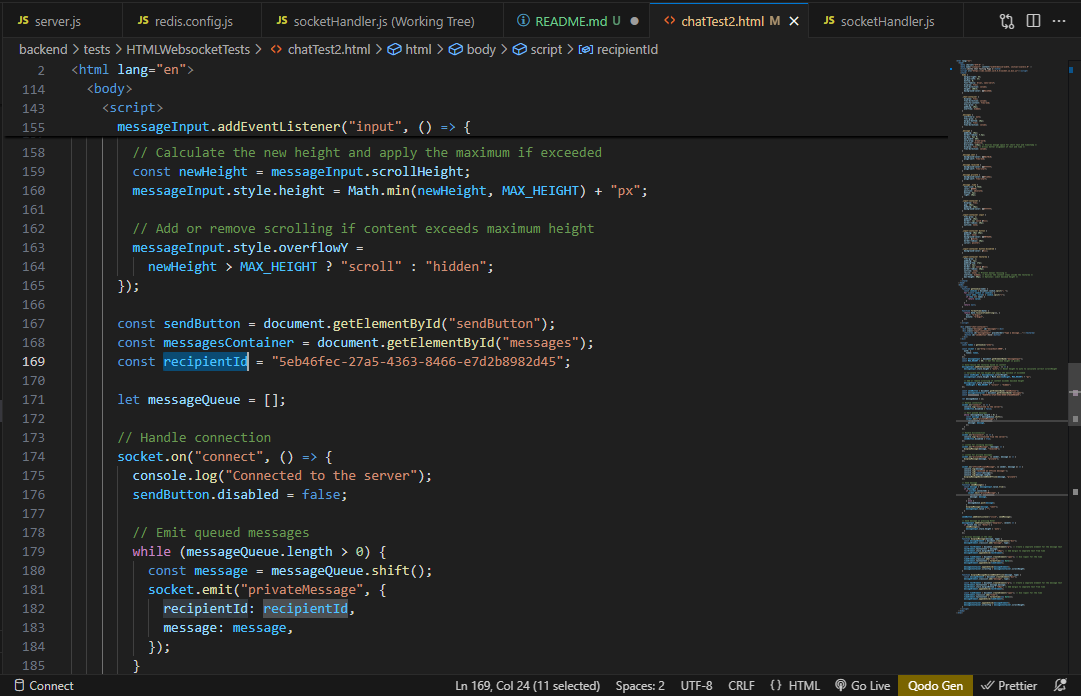 JS server.js JS redis.config.js JS socketHandler.js (Working Tree) README.md U chatTest2.html M JS socketHandler.js
backend > tests > HTMLWebsocketTests > chatTest2.html > html > body > script > recipientId
2 <html lang="en">
114 <body>
143 <script>
155 messageInput.addEventListener("input", () => {
158 // Calculate the new height and apply the maximum if exceeded
159 const newHeight = messageInput.scrollHeight;
160 messageInput.style.height = Math.min(newHeight, MAX_HEIGHT) + "px";
161
162 // Add or remove scrolling if content exceeds maximum height
163 messageInput.style.overflowY =
164 newHeight > MAX_HEIGHT ? "scroll" : "hidden";
165 });
166
167 const sendButton = document.getElementById("sendButton");
168 const messagesContainer = document.getElementById("messages");
169 const recipientId = "5eb46fec-27a5-4363-8466-e7d2b8982d45";
170
171 let messageQueue = [];
172
173 // Handle connection
174 socket.on("connect", () => {
175 console.log("Connected to the server");
176 sendButton.disabled = false;
177
178 // Emit queued messages
179 while (messageQueue.length > 0) {
180 const message = messageQueue.shift();
181 socket.emit("privateMessage", {
182 recipientId: recipientId,
183 message: message,
184 });
185 }
Connect Ln 169, Col 24 (11 selected) Spaces: 2 UTF-8 CRLF {} HTML Go Live Qodo Gen Prettier